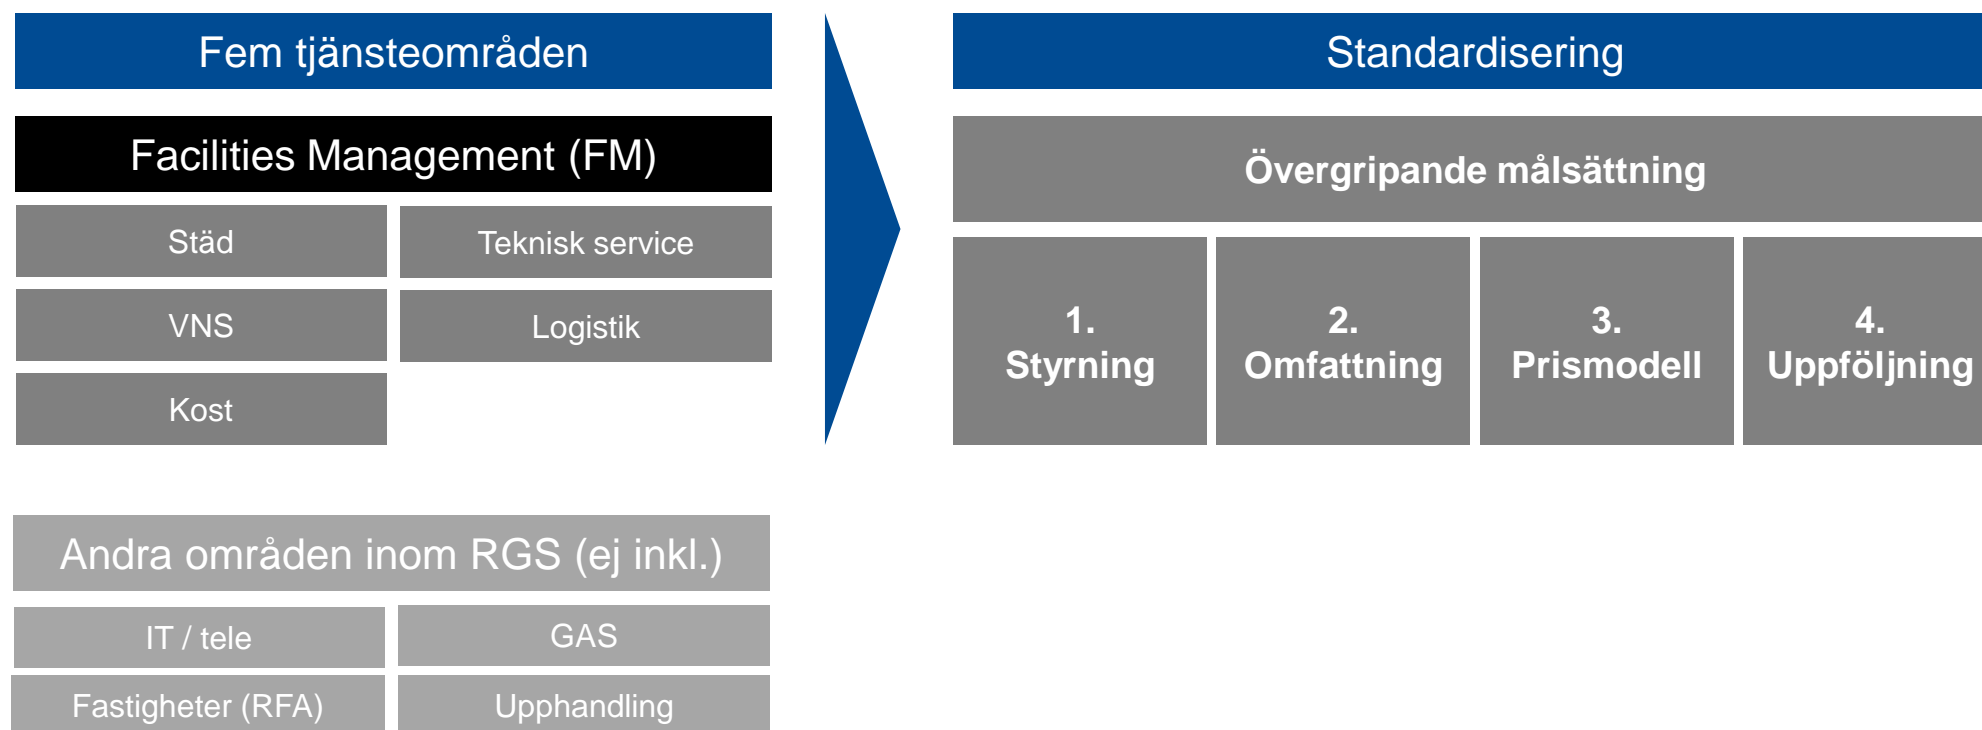 Fem tjänsteområden
Facilities Management (FM)
Städ
Teknisk service
VNS
Logistik
Kost
Andra områden inom RGS (ej inkl.)
IT / tele
GAS
Fastigheter (RFA)
Upphandling
Standardisering
Övergripande målsättning
1.
Styrning
2.
Omfattning
3.
Prismodell
4.
Uppföljning